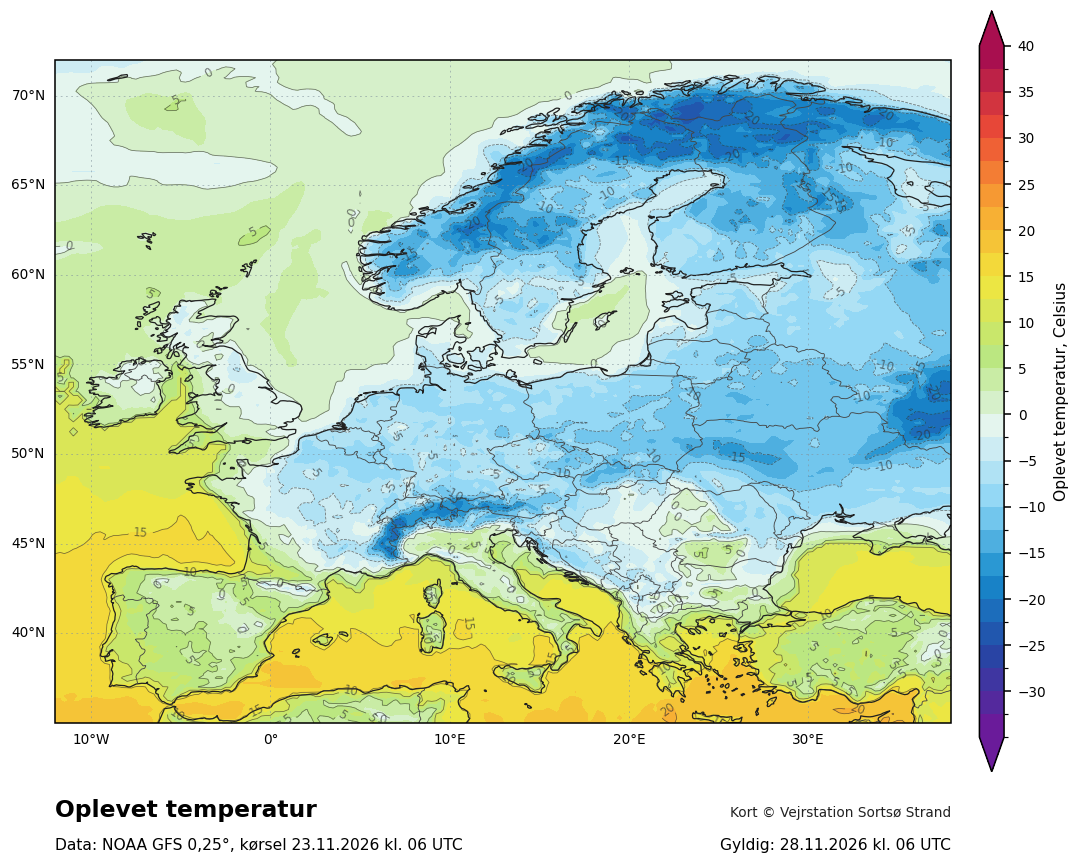 40
35
30
25
20
15
10
5
0
−5
−10
−15
−20
−25
−30
Oplevet temperatur, Celsius
70°N
65°N
60°N
55°N
50°N
45°N
40°N
10°W
0°
10°E
20°E
30°E
Oplevet temperatur
Kort © Vejrstation Sortsø Strand
Data: NOAA GFS 0,25°, kørsel 23.11.2026 kl. 06 UTC
Gyldig: 28.11.2026 kl. 06 UTC